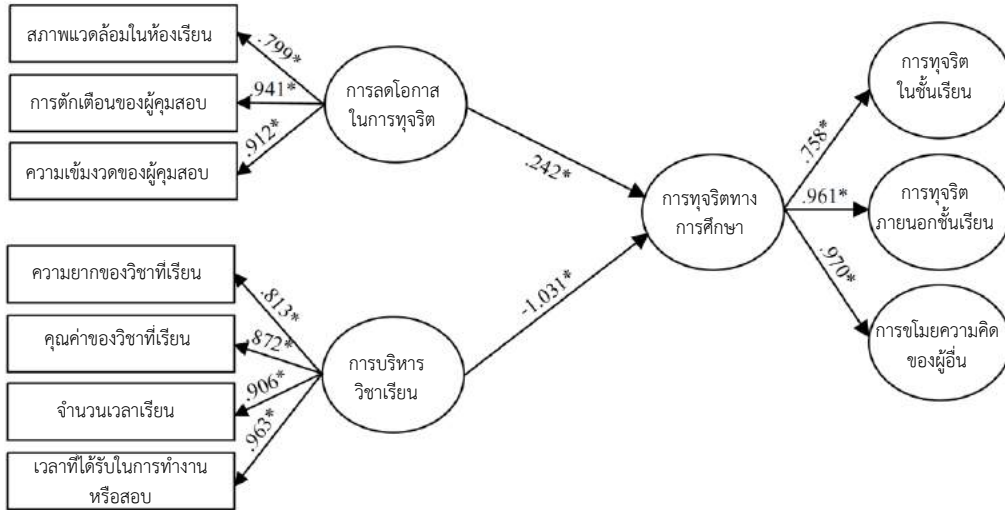 สภาพแวดล้อมในห้องเรียน
การตักเตือนของผู้คุมสอบ
ความเข้มงวดของผู้คุมสอบ
.799*
.941*
.912*
การลดโอกาส
ในการทุจริต
.242*
ความยากของวิชาที่เรียน
คุณค่าของวิชาที่เรียน
จำนวนเวลาเรียน
เวลาที่ได้รับในการทำงาน
หรือสอบ
.813*
.872*
.906*
.963*
การบริหาร
วิชาเรียน
-1.031*
การทุจริตทาง
การศึกษา
.758*
.961*
.970*
การทุจริต
ในชั้นเรียน
การทุจริต
ภายนอกชั้นเรียน
การขโมยความคิด
ของผู้อื่น